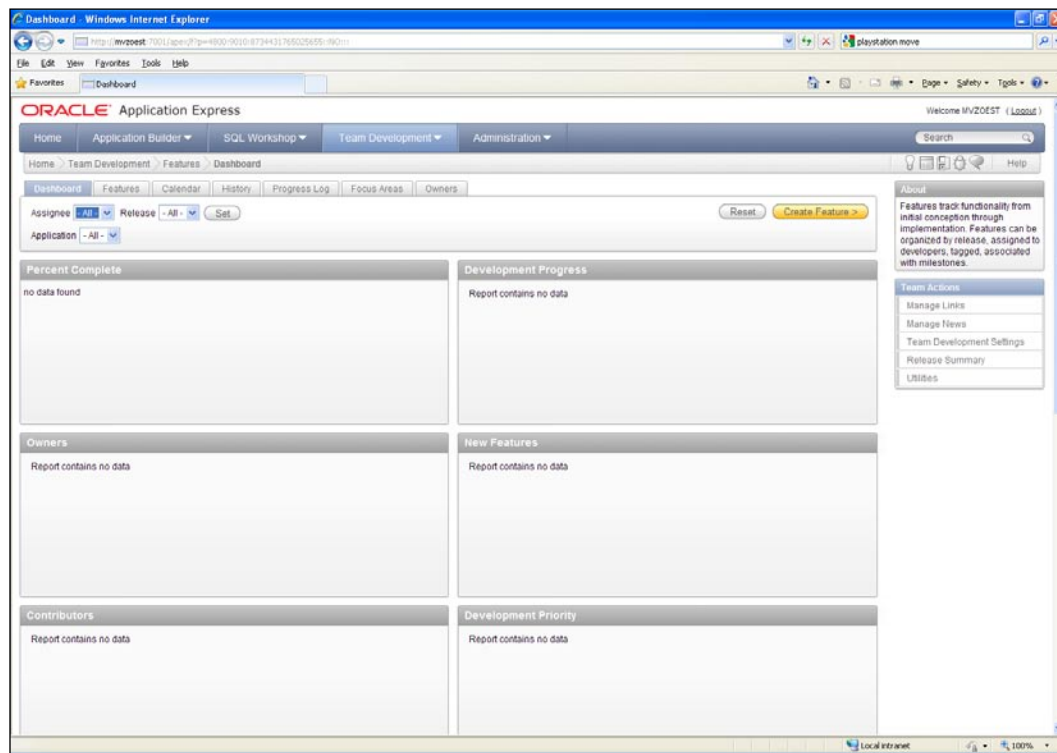 Dashboard - Windows Internet Explorer
playstation move
File Edit View Favorites Tools Help
Favorites Dashboard Page Safety Tools
ORACLE Application Express Welcome MVZOEST (Logout)
Home Application Builder SQL Workshop Team Development Administration Search
Home Team Development Features Dashboard Help
Dashboard Features Calendar History Progress Log Focus Areas Owners
Assignee - All - Release - All - Set Reset Create Feature >
Application - All -
About
Features track functionality from
initial conception through
implementation. Features can be
organized by release, assigned to
developers, tagged, associated
with milestones.
Team Actions
Manage Links
Manage News
Team Development Settings
Release Summary
Utilities
Percent Complete
no data found
Development Progress
Report contains no data
Owners
Report contains no data
New Features
Report contains no data
Contributors
Report contains no data
Development Priority
Report contains no data
Local intranet 100%